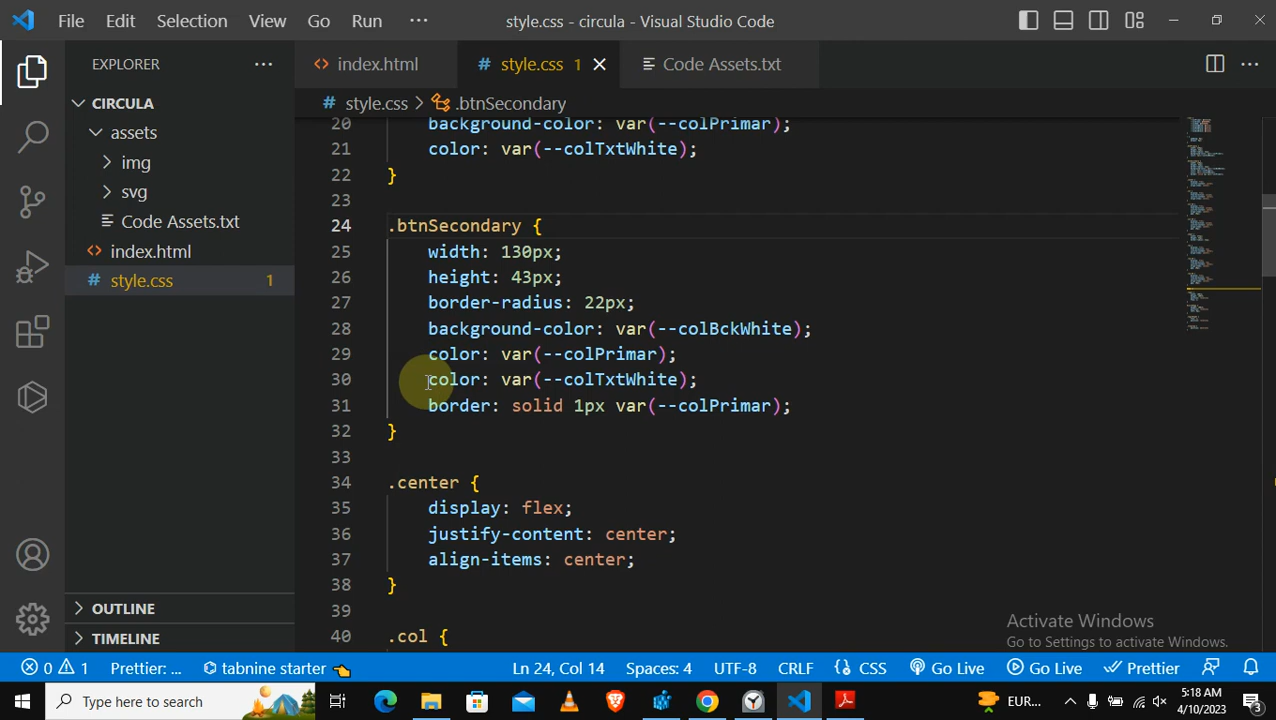 File Edit Selection View Go Run ··· style.css - circula - Visual Studio Code
EXPLORER ···
index.html
style.css 1
Code Assets.txt
CIRCULA
assets
img
svg
Code Assets.txt
index.html
style.css 1
OUTLINE
TIMELINE
style.css > .btnSecondary
20 background-color: var(--colPrimar);
21 color: var(--colTxtWhite);
22 }
23
24 .btnSecondary {
25 width: 130px;
26 height: 43px;
27 border-radius: 22px;
28 background-color: var(--colBckWhite);
29 color: var(--colPrimar);
30 color: var(--colTxtWhite);
31 border: solid 1px var(--colPrimar);
32 }
33
34 .center {
35 display: flex;
36 justify-content: center;
37 align-items: center;
38 }
39
40 .col {
Activate Windows
Go to Settings to activate Windows.
0 1 Prettier: ... tabnine starter Ln 24, Col 14 Spaces: 4 UTF-8 CRLF CSS Go Live Go Live Prettier
Type here to search
EUR...
5:18 AM
4/10/2023
3